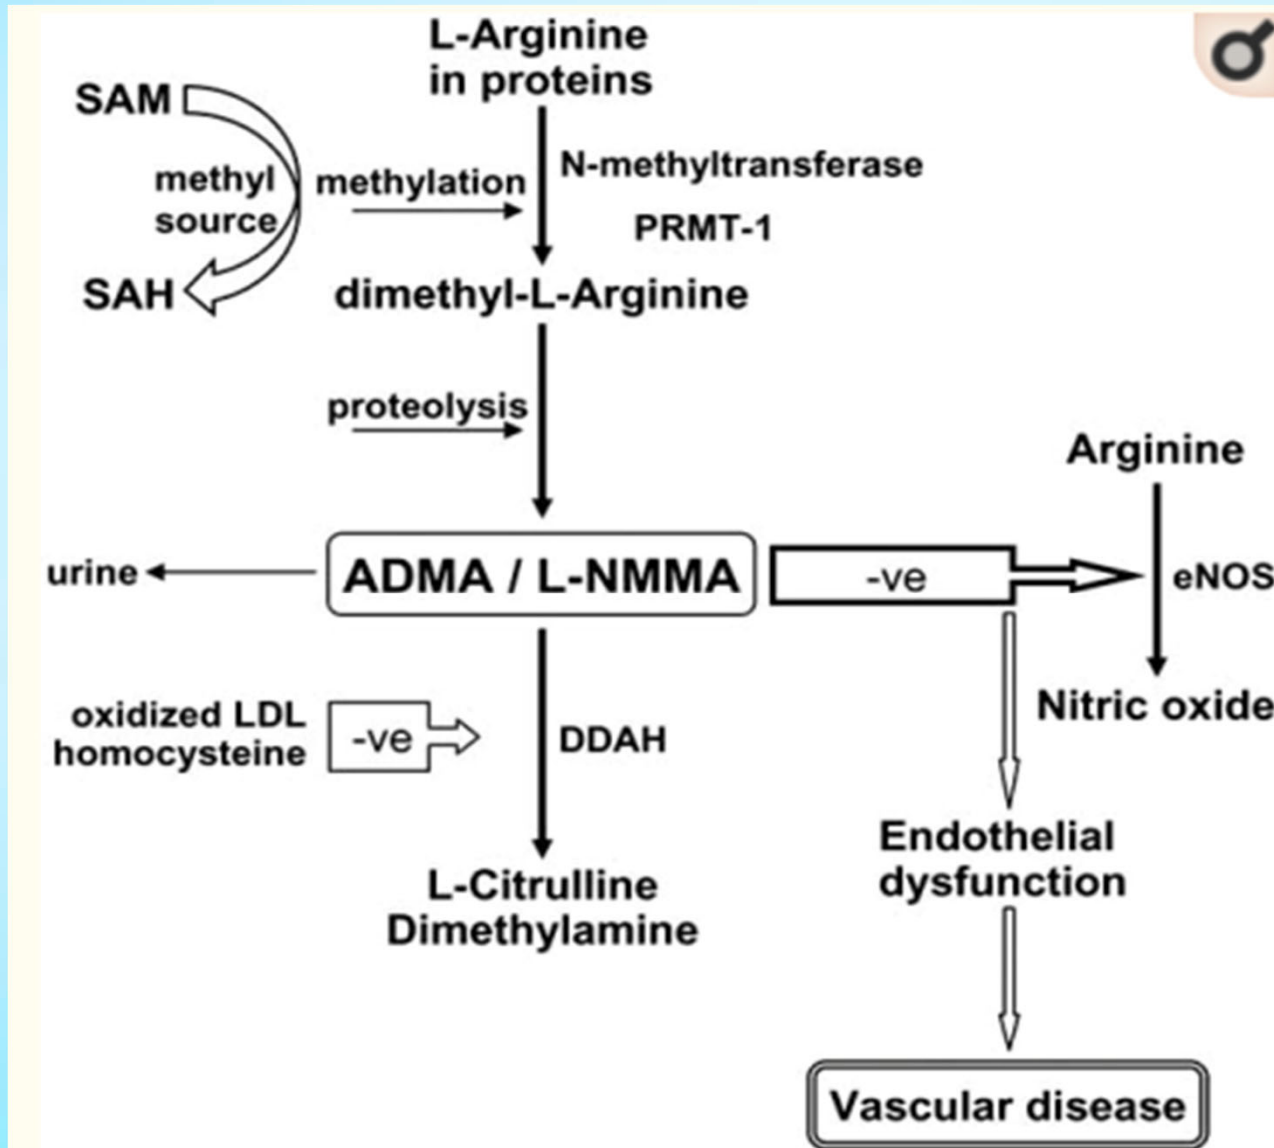 L-Arginine
in proteins
SAM
methyl
source
SAH
methylation
N-methyltransferase
PRMT-1
dimethyl-L-Arginine
proteolysis
Arginine
urine
ADMA / L-NMMA
-ve
eNOS
Nitric oxide
oxidized LDL
homocysteine
-ve
DDAH
L-Citrulline
Dimethylamine
Endothelial
dysfunction
Vascular disease